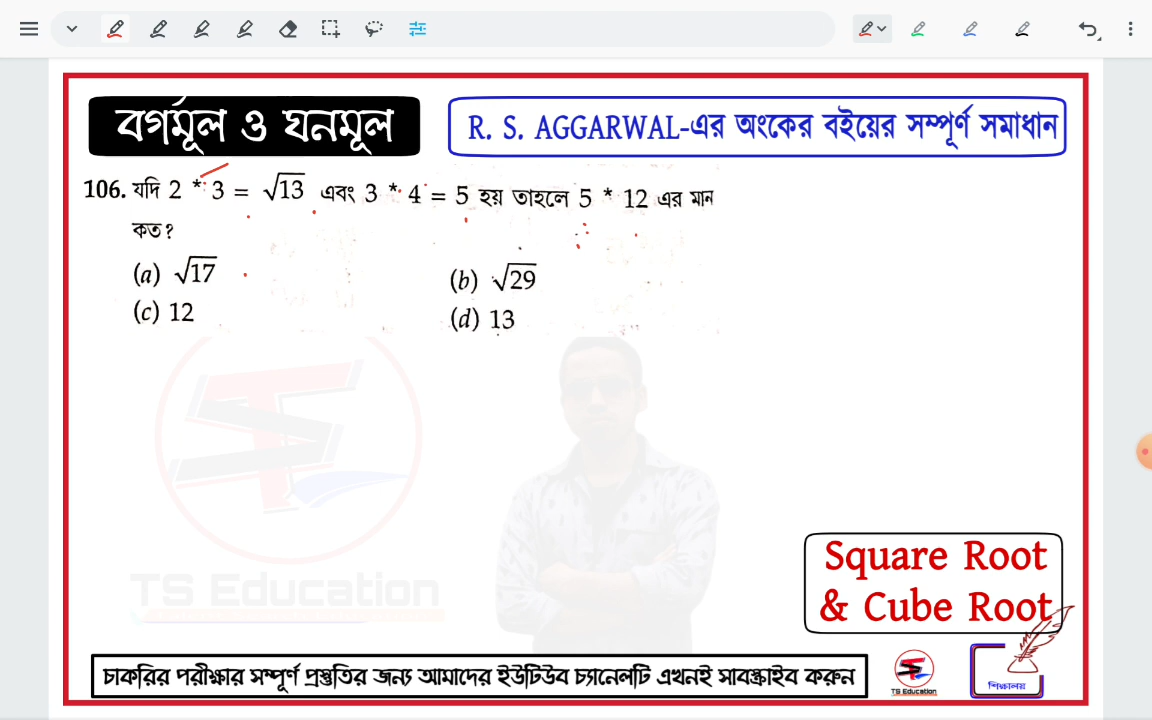 বর্গমূল ও ঘনমূল
R. S. AGGARWAL-এর অংকের বইয়ের সম্পূর্ণ সমাধান
106. যদি 2 * 3 = √13 এবং 3 * 4 = 5 হয় তাহলে 5 * 12 এর মান
কত?
(a) √17 (b) √29
(c) 12 (d) 13
TS Education
Square Root
& Cube Root
চাকরির পরীক্ষার সম্পূর্ণ প্রস্তুতির জন্য আমাদের ইউটিউব চ্যানেলটি এখনই সাবস্ক্রাইব করুন
TS Education
শিক্ষালয়